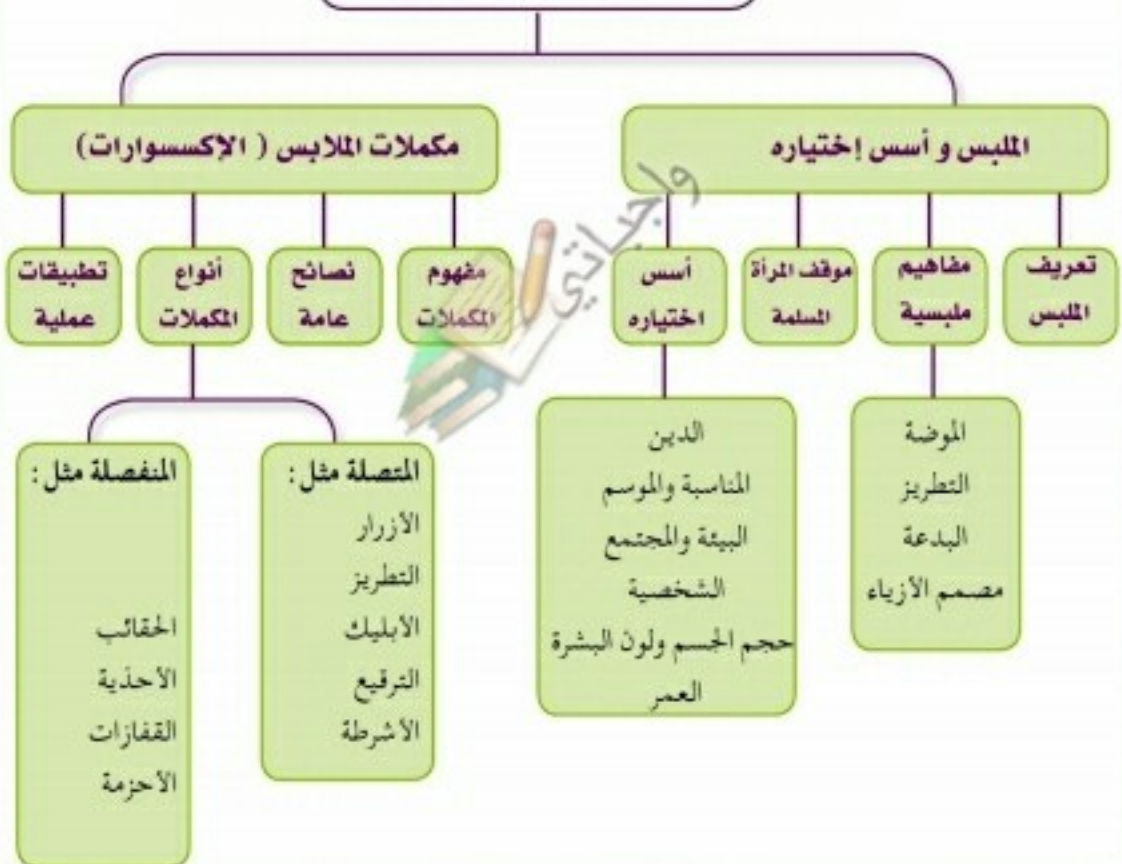 الملبس و أسس إختياره
مكملات الملابس ( الإكسسوارات)
تعريف
الملبس
مفاهيم
ملبسية
موقف المرأة
المسلمة
أسس
اختياره
مفهوم
المكملات
نصائح
عامة
أنواع
المكملات
تطبيقات
عملية
الموضة
التطريز
البدعة
مصمم الأزياء
الدين
المناسبة والموسم
البيئة والمجتمع
الشخصية
حجم الجسم ولون البشرة
العمر
المتصلة مثل :
الأزرار
التطريز
الأبليك
الترقيع
الأشرطة
المنفصلة مثل :
الحقائب
الأحذية
القفازات
الأحزمة
واجباتي